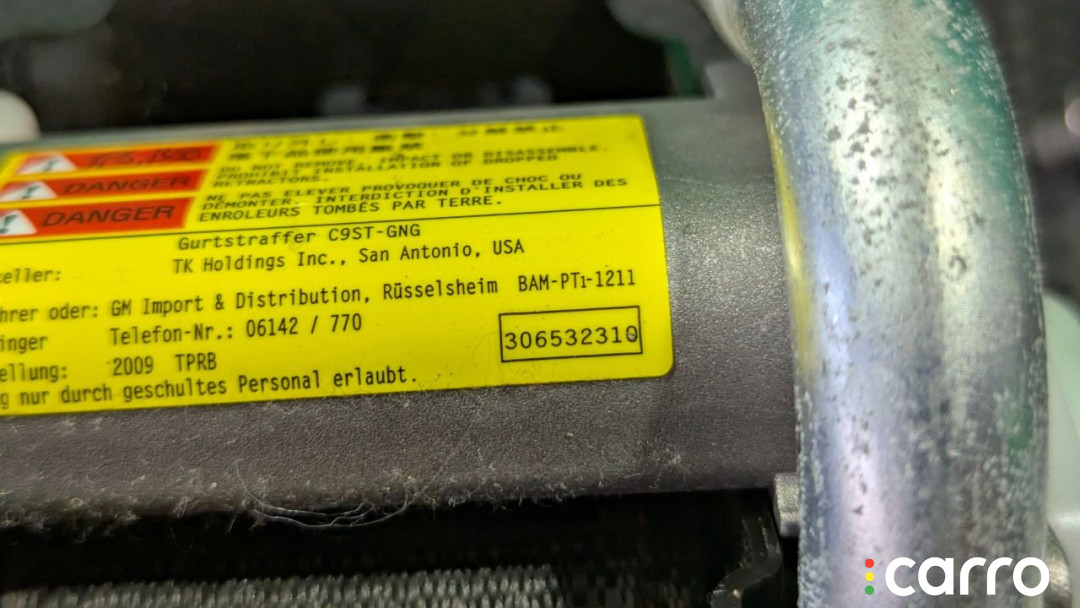 DANGER
DANGER
DO NOT REMOVE, IMPACT OR DISASSEMBLE.
PROHIBIT INSTALLATION OF DROPPED
RETRACTORS.
NE PAS ELEVER PROVOQUER DE CHOC OU
DÉMONTER. INTERDICTION D'INSTALLER DES
ENROLEURS TOMBÉS PAR TERRE.
Gurtstraffer C9ST-GNG
teller: TK Holdings Inc., San Antonio, USA
hrer oder: GM Import & Distribution, Rüsselsheim BAM-PT1-1211
inger Telefon-Nr.: 06142 / 770
ellung: 2009 TPRB
306532310
g nur durch geschultes Personal erlaubt.
carro